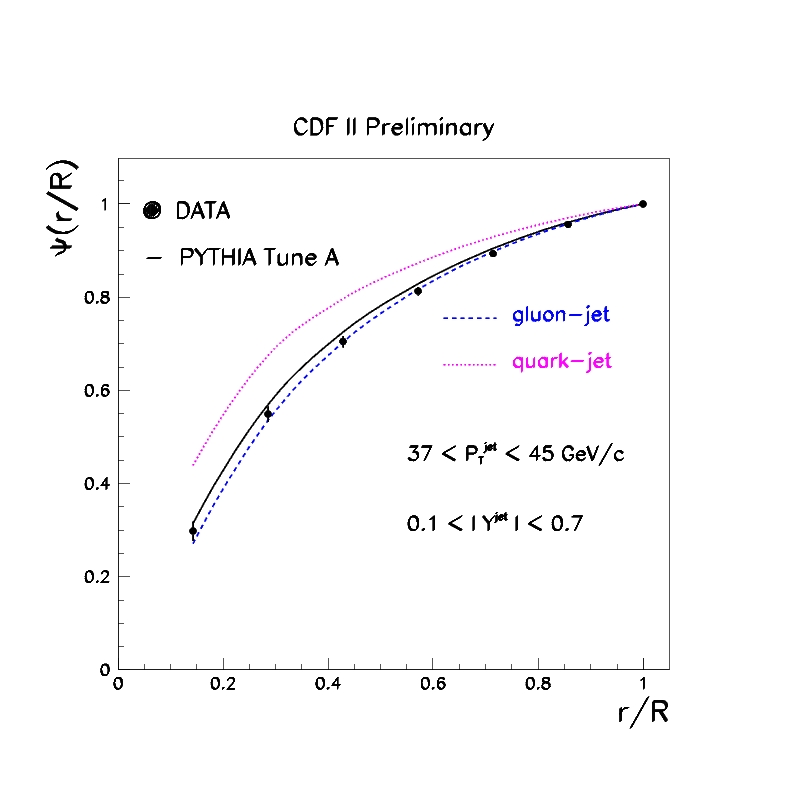 CDF II Preliminary
Ψ(r/R)
DATA
PYTHIA Tune A
gluon-jet
quark-jet
37 < P_T^jet < 45 GeV/c
0.1 < |Y^jet| < 0.7
1
0.8
0.6
0.4
0.2
0
0 0.2 0.4 0.6 0.8 1
r/R